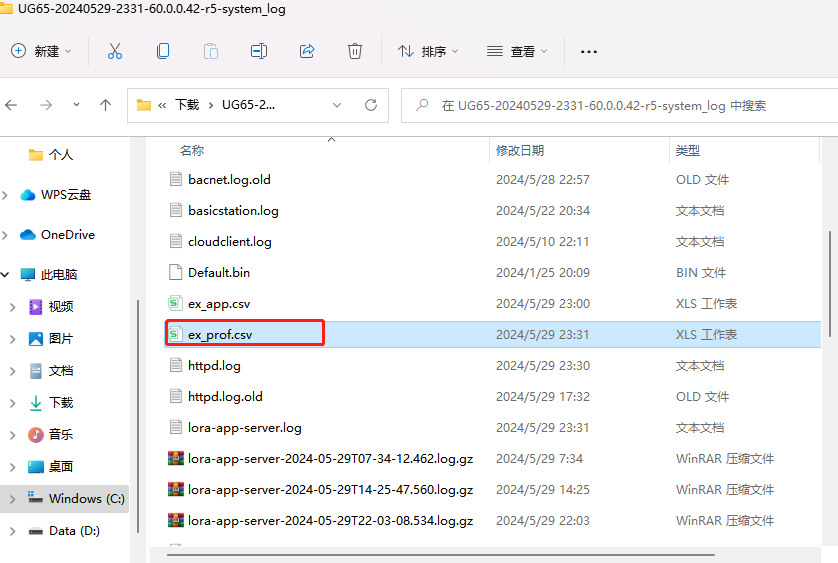 UG65-20240529-2331-60.0.0.42-r5-system_log
新建 排序 查看 ...
« 下载 › UG65-2... 在 UG65-20240529-2331-60.0.0.42-r5-system_log 中搜索
名称 修改日期 类型
个人
WPS云盘
OneDrive
此电脑
视频
图片
文档
下载
音乐
桌面
Windows (C:)
Data (D:)
bacnet.log.old 2024/5/28 22:57 OLD 文件
basicstation.log 2024/5/22 20:34 文本文档
cloudclient.log 2024/5/10 22:11 文本文档
Default.bin 2024/1/25 20:09 BIN 文件
ex_app.csv 2024/5/29 23:00 XLS 工作表
ex_prof.csv 2024/5/29 23:31 XLS 工作表
httpd.log 2024/5/29 23:30 文本文档
httpd.log.old 2024/5/29 17:32 OLD 文件
lora-app-server.log 2024/5/29 23:31 文本文档
lora-app-server-2024-05-29T07-34-12.462.log.gz 2024/5/29 7:34 WinRAR 压缩文件
lora-app-server-2024-05-29T14-25-47.560.log.gz 2024/5/29 14:25 WinRAR 压缩文件
lora-app-server-2024-05-29T22-03-08.534.log.gz 2024/5/29 22:03 WinRAR 压缩文件